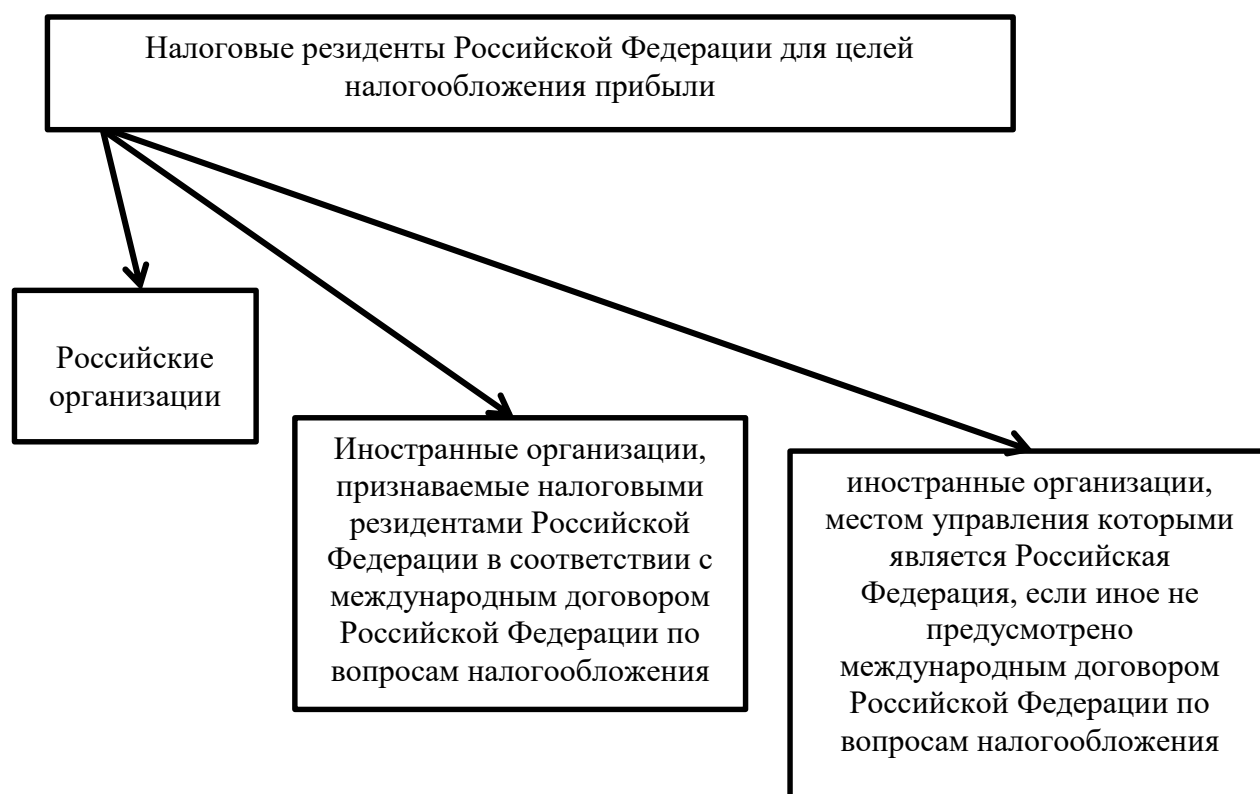 Налоговые резиденты Российской Федерации для целей
налогообложения прибыли
Российские
организации
Иностранные организации,
признаваемые налоговыми
резидентами Российской
Федерации в соответствии с
международным договором
Российской Федерации по
вопросам налогообложения
иностранные организации,
местом управления которыми
является Российская
Федерация, если иное не
предусмотрено
международным договором
Российской Федерации по
вопросам налогообложения